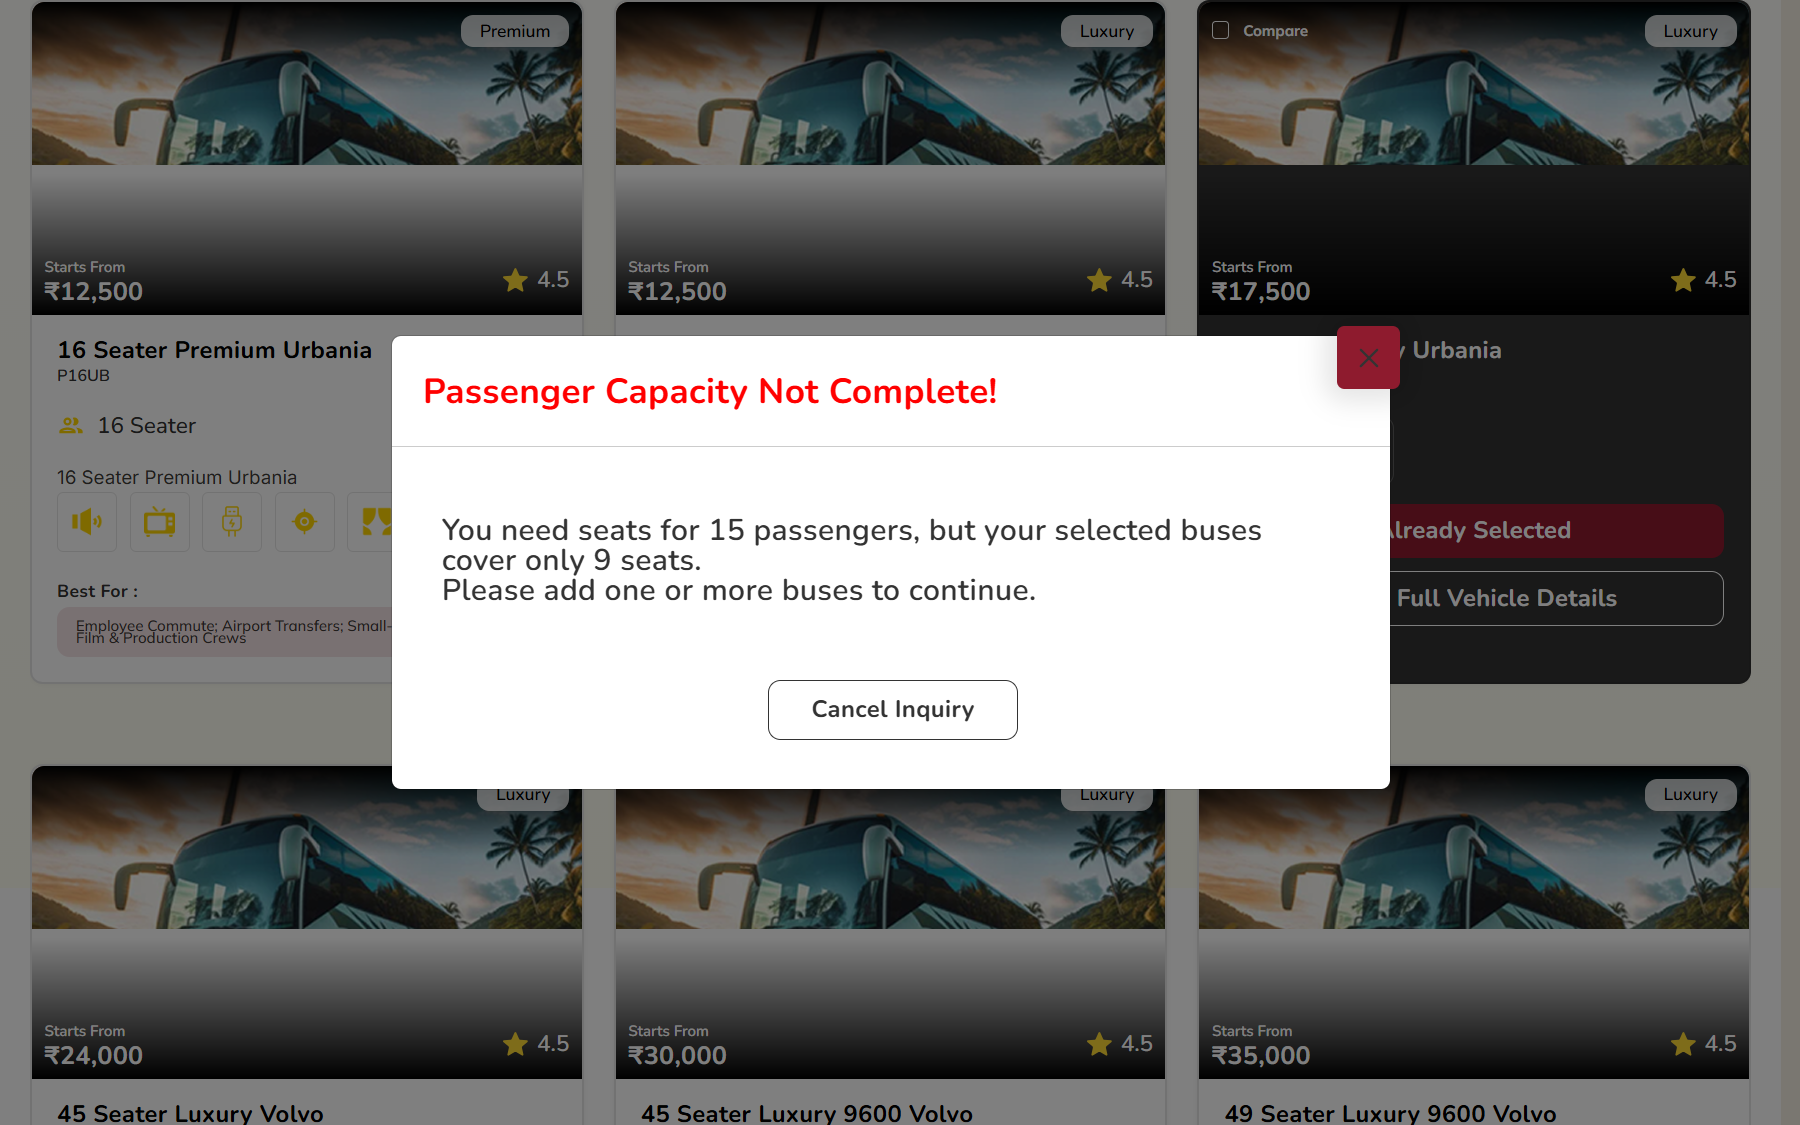 Premium
Luxury
Compare
Luxury
Starts From
₹12,500
4.5
Starts From
₹12,500
4.5
Starts From
₹17,500
4.5
16 Seater Premium Urbania
P16UB
16 Seater
16 Seater Premium Urbania
Best For :
Employee Commute; Airport Transfers; Small-
Film & Production Crews
Urbania
Already Selected
Full Vehicle Details
Passenger Capacity Not Complete!
You need seats for 15 passengers, but your selected buses
cover only 9 seats.
Please add one or more buses to continue.
Cancel Inquiry
Luxury
Luxury
Luxury
Starts From
₹24,000
4.5
Starts From
₹30,000
4.5
Starts From
₹35,000
4.5
45 Seater Luxury Volvo
45 Seater Luxury 9600 Volvo
49 Seater Luxury 9600 Volvo